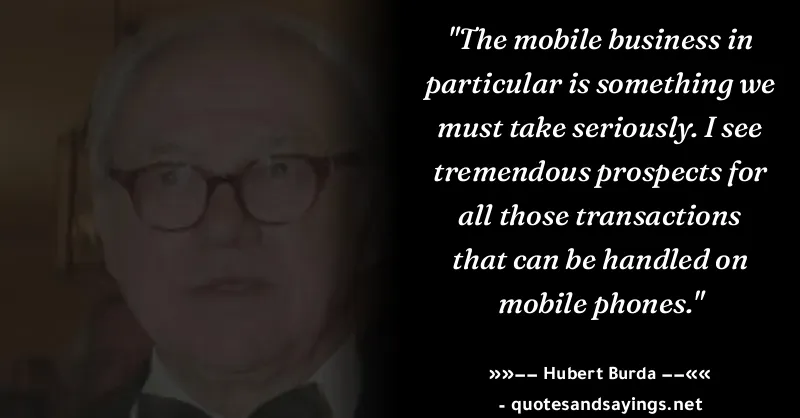 "The mobile business in
particular is something we
must take seriously. I see
tremendous prospects for
all those transactions
that can be handled on
mobile phones."
»»–– Hubert Burda ––««
- quotesandsayings.net